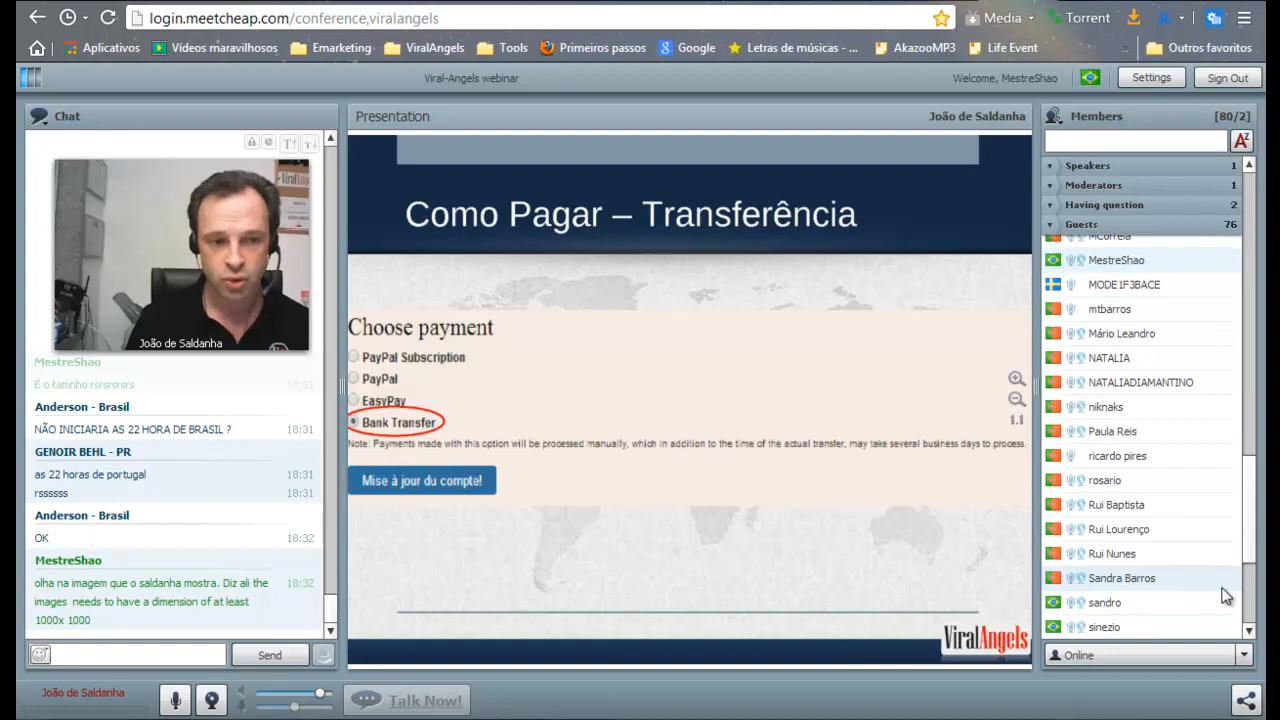 login.meetcheap.com/conference,viralangels
Media
Torrent
Aplicativos
Vídeos maravilhosos
Emarketing
ViralAngels
Tools
Primeiros passos
Google
Letras de músicas - ...
AkazooMP3
Life Event
»
Outros favoritos
Viral-Angels webinar
Welcome, MestreShao
Settings
Sign Out
Chat
João de Saldanha
MestreShao
É o tamnho rsrsrsrsrs 18:31
Anderson - Brasil
NÃO INICIARIA AS 22 HORA DE BRASIL ? 18:31
GENOIR BEHL - PR
as 22 horas de portugal 18:31
rssssss 18:31
Anderson - Brasil
OK 18:32
MestreShao
olha na imagem que o saldanha mostra. Diz ali the 18:32
images needs to have a dimension of at least
1000x 1000
Send
Presentation
João de Saldanha
Como Pagar – Transferência
Choose payment
PayPal Subscription
PayPal
EasyPay
Bank Transfer
1.1
Note: Payments made with this option will be processed manually, which in addition to the time of the actual transfer, may take several business days to process.
Mise à jour du compte!
ViralAngels
Members [80/2]
Speakers 1
Moderators 1
Having question 2
Guests 76
MCorreia
MestreShao
MODE1F3BACE
mtbarros
Mário Leandro
NATALIA
NATALIADIAMANTINO
niknaks
Paula Reis
ricardo pires
rosario
Rui Baptista
Rui Lourenço
Rui Nunes
Sandra Barros
sandro
sinezio
Online
João de Saldanha
Talk Now!